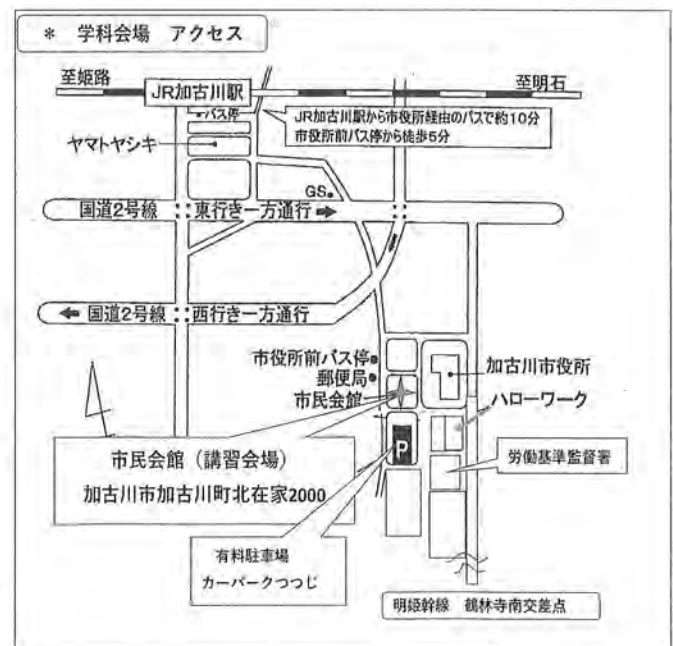 * 学科会場 アクセス
至姫路
JR加古川駅
至明石
バス停
JR加古川駅から市役所経由のバスで約10分
市役所前バス停から徒歩5分
ヤマトヤシキ
GS
国道2号線
東行き一方通行
国道2号線
西行き一方通行
市役所前バス停
郵便局
市民会館
加古川市役所
ハローワーク
市民会館(講習会場)
加古川市加古川町北在家2000
P
労働基準監督署
有料駐車場
カーパークつつじ
明姫幹線 鶴林寺南交差点